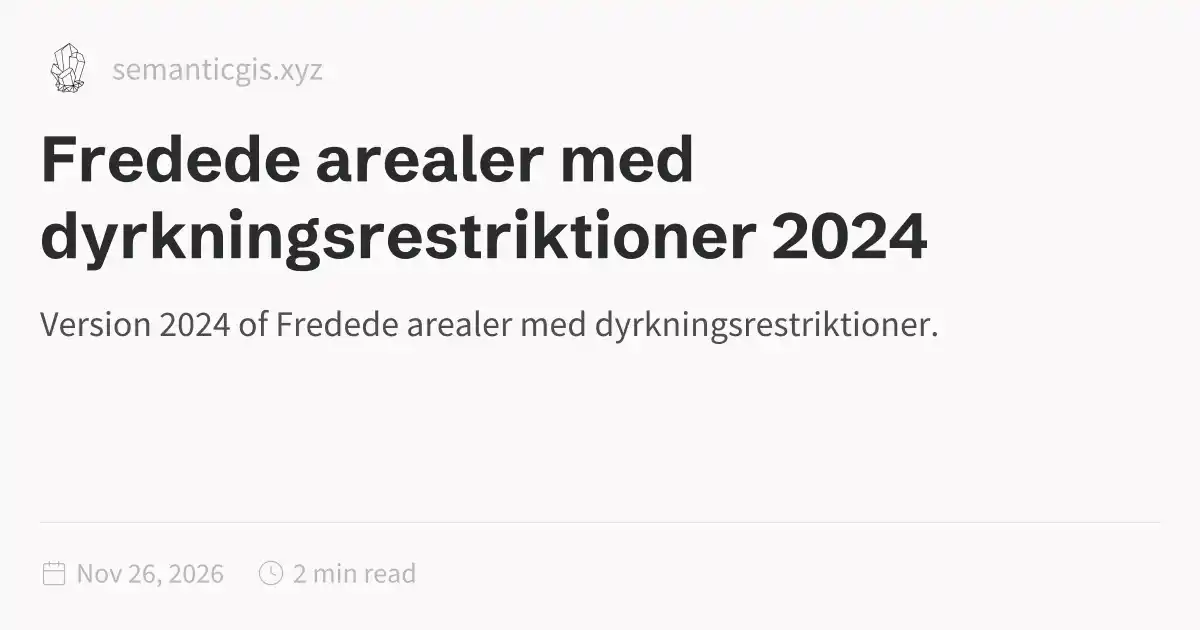 semanticgis.xyz
Fredede arealer med
dyrkningsrestriktioner 2024
Version 2024 of Fredede arealer med dyrkningsrestriktioner.
Nov 26, 2026 2 min read